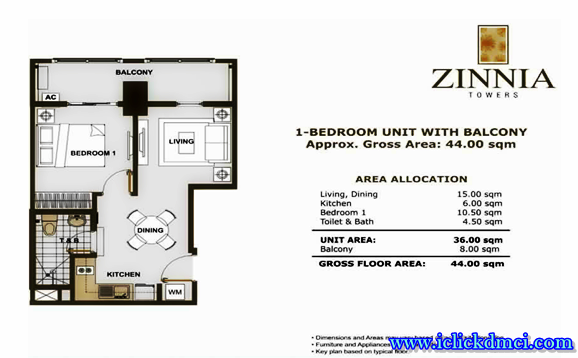 ZINNIA
TOWERS
1-BEDROOM UNIT WITH BALCONY
Approx. Gross Area: 44.00 sqm
AREA ALLOCATION
Living, Dining 15.00 sqm
Kitchen 6.00 sqm
Bedroom 1 10.50 sqm
Toilet & Bath 4.50 sqm
UNIT AREA: 36.00 sqm
Balcony 8.00 sqm
GROSS FLOOR AREA: 44.00 sqm
BALCONY
AC
LIVING
BEDROOM 1
DINING
T & B
KITCHEN
WM
• Dimensions and Areas
• Furniture and Appliances
• Key plan based on typical floor
www.iclickdmci.com